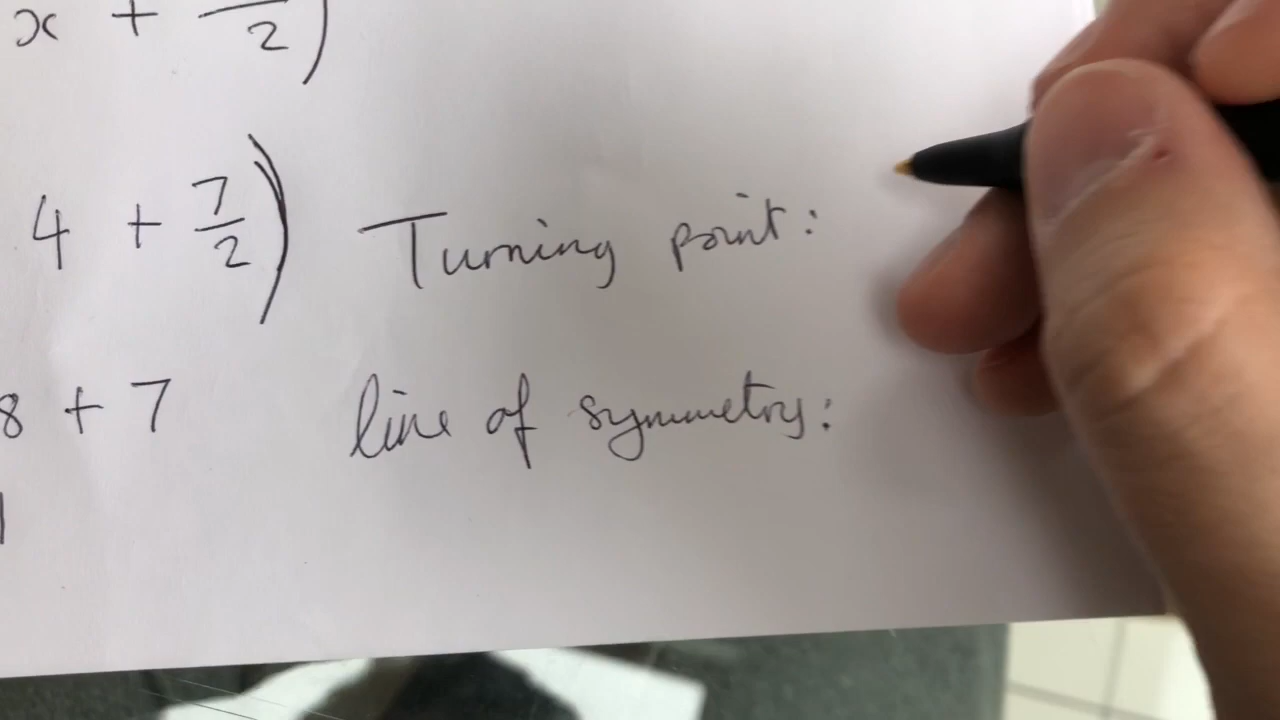 x + 2)
4 + 7/2) Turning point:
8 + 7 line of symmetry: